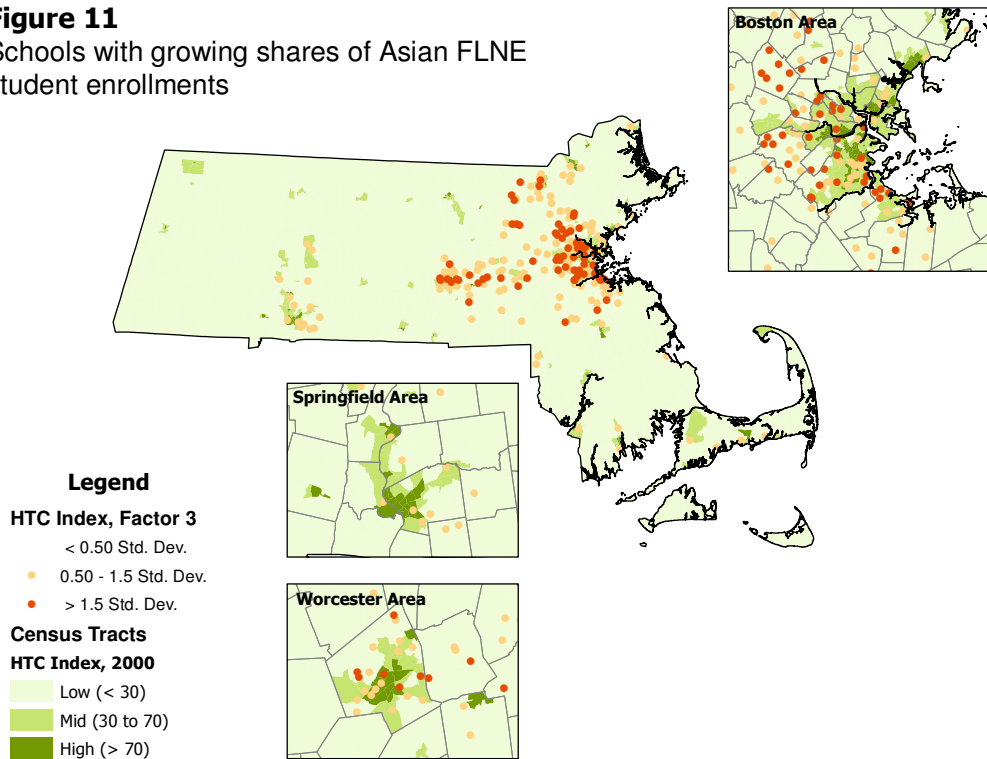 Figure 11
Schools with growing shares of Asian FLNE
student enrollments
Boston Area
Springfield Area
Worcester Area
Legend
HTC Index, Factor 3
< 0.50 Std. Dev.
0.50 - 1.5 Std. Dev.
> 1.5 Std. Dev.
Census Tracts
HTC Index, 2000
Low (< 30)
Mid (30 to 70)
High (> 70)